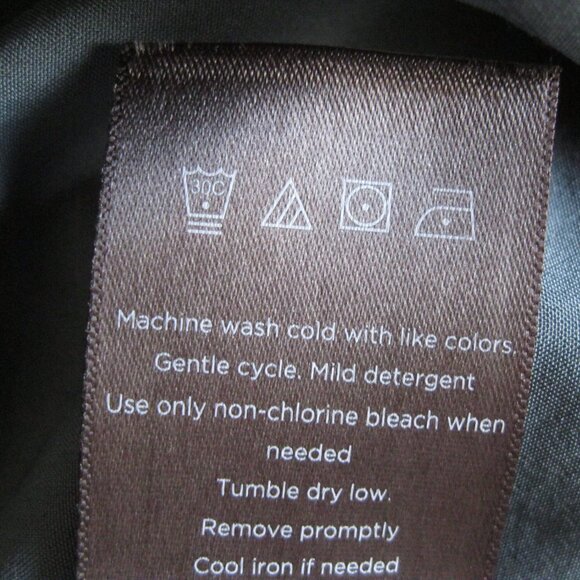 30C
Machine wash cold with like colors.
Gentle cycle. Mild detergent
Use only non-chlorine bleach when
needed
Tumble dry low.
Remove promptly
Cool iron if needed